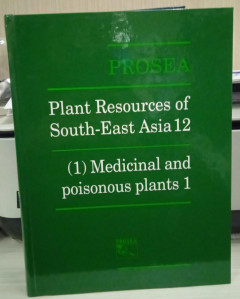 PROSEA
Plant Resources of
South-East Asia 12
(1) Medicinal and
poisonous plants 1